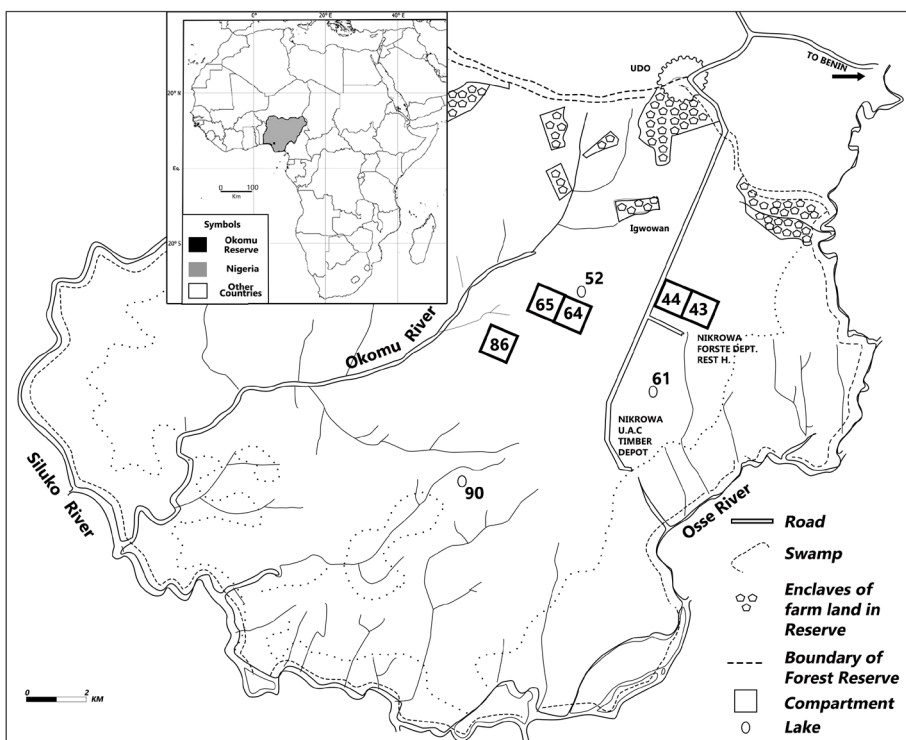 0°
20° E
40° E
20° N
Eq
20° S
0 100
Km
Symbols
Okomu
Reserve
Nigeria
Other
Countries
UDO
TO BENIN
Igwowan
52
65
64
44
43
86
Okomu River
NIKROWA
FORSTE DEPT.
REST H.
61
NIKROWA
U.A.C
TIMBER
DEPOT
90
Siluko River
Osse River
Road
Swamp
Enclaves of
farm land in
Reserve
Boundary of
Forest Reserve
Compartment
Lake
0 2
KM